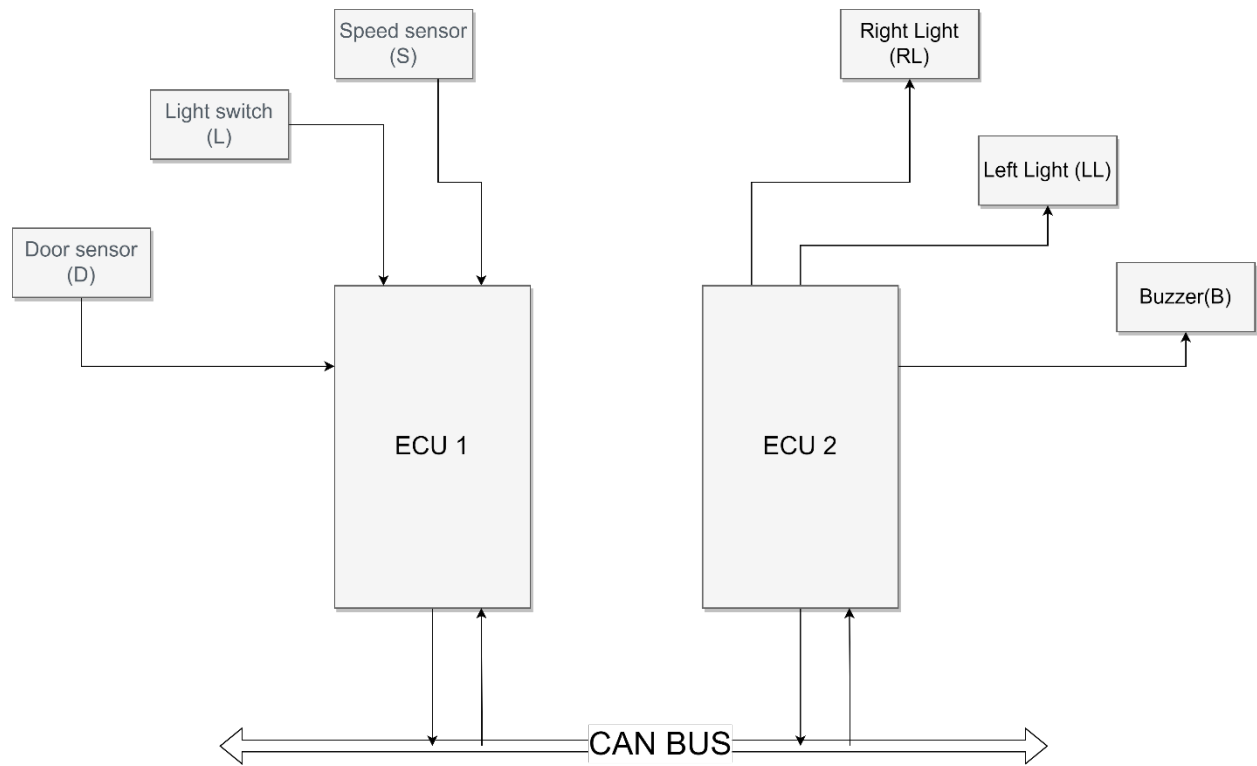 Speed sensor
(S)
Right Light
(RL)
Light switch
(L)
Left Light (LL)
Door sensor
(D)
Buzzer(B)
ECU 1
ECU 2
CAN BUS